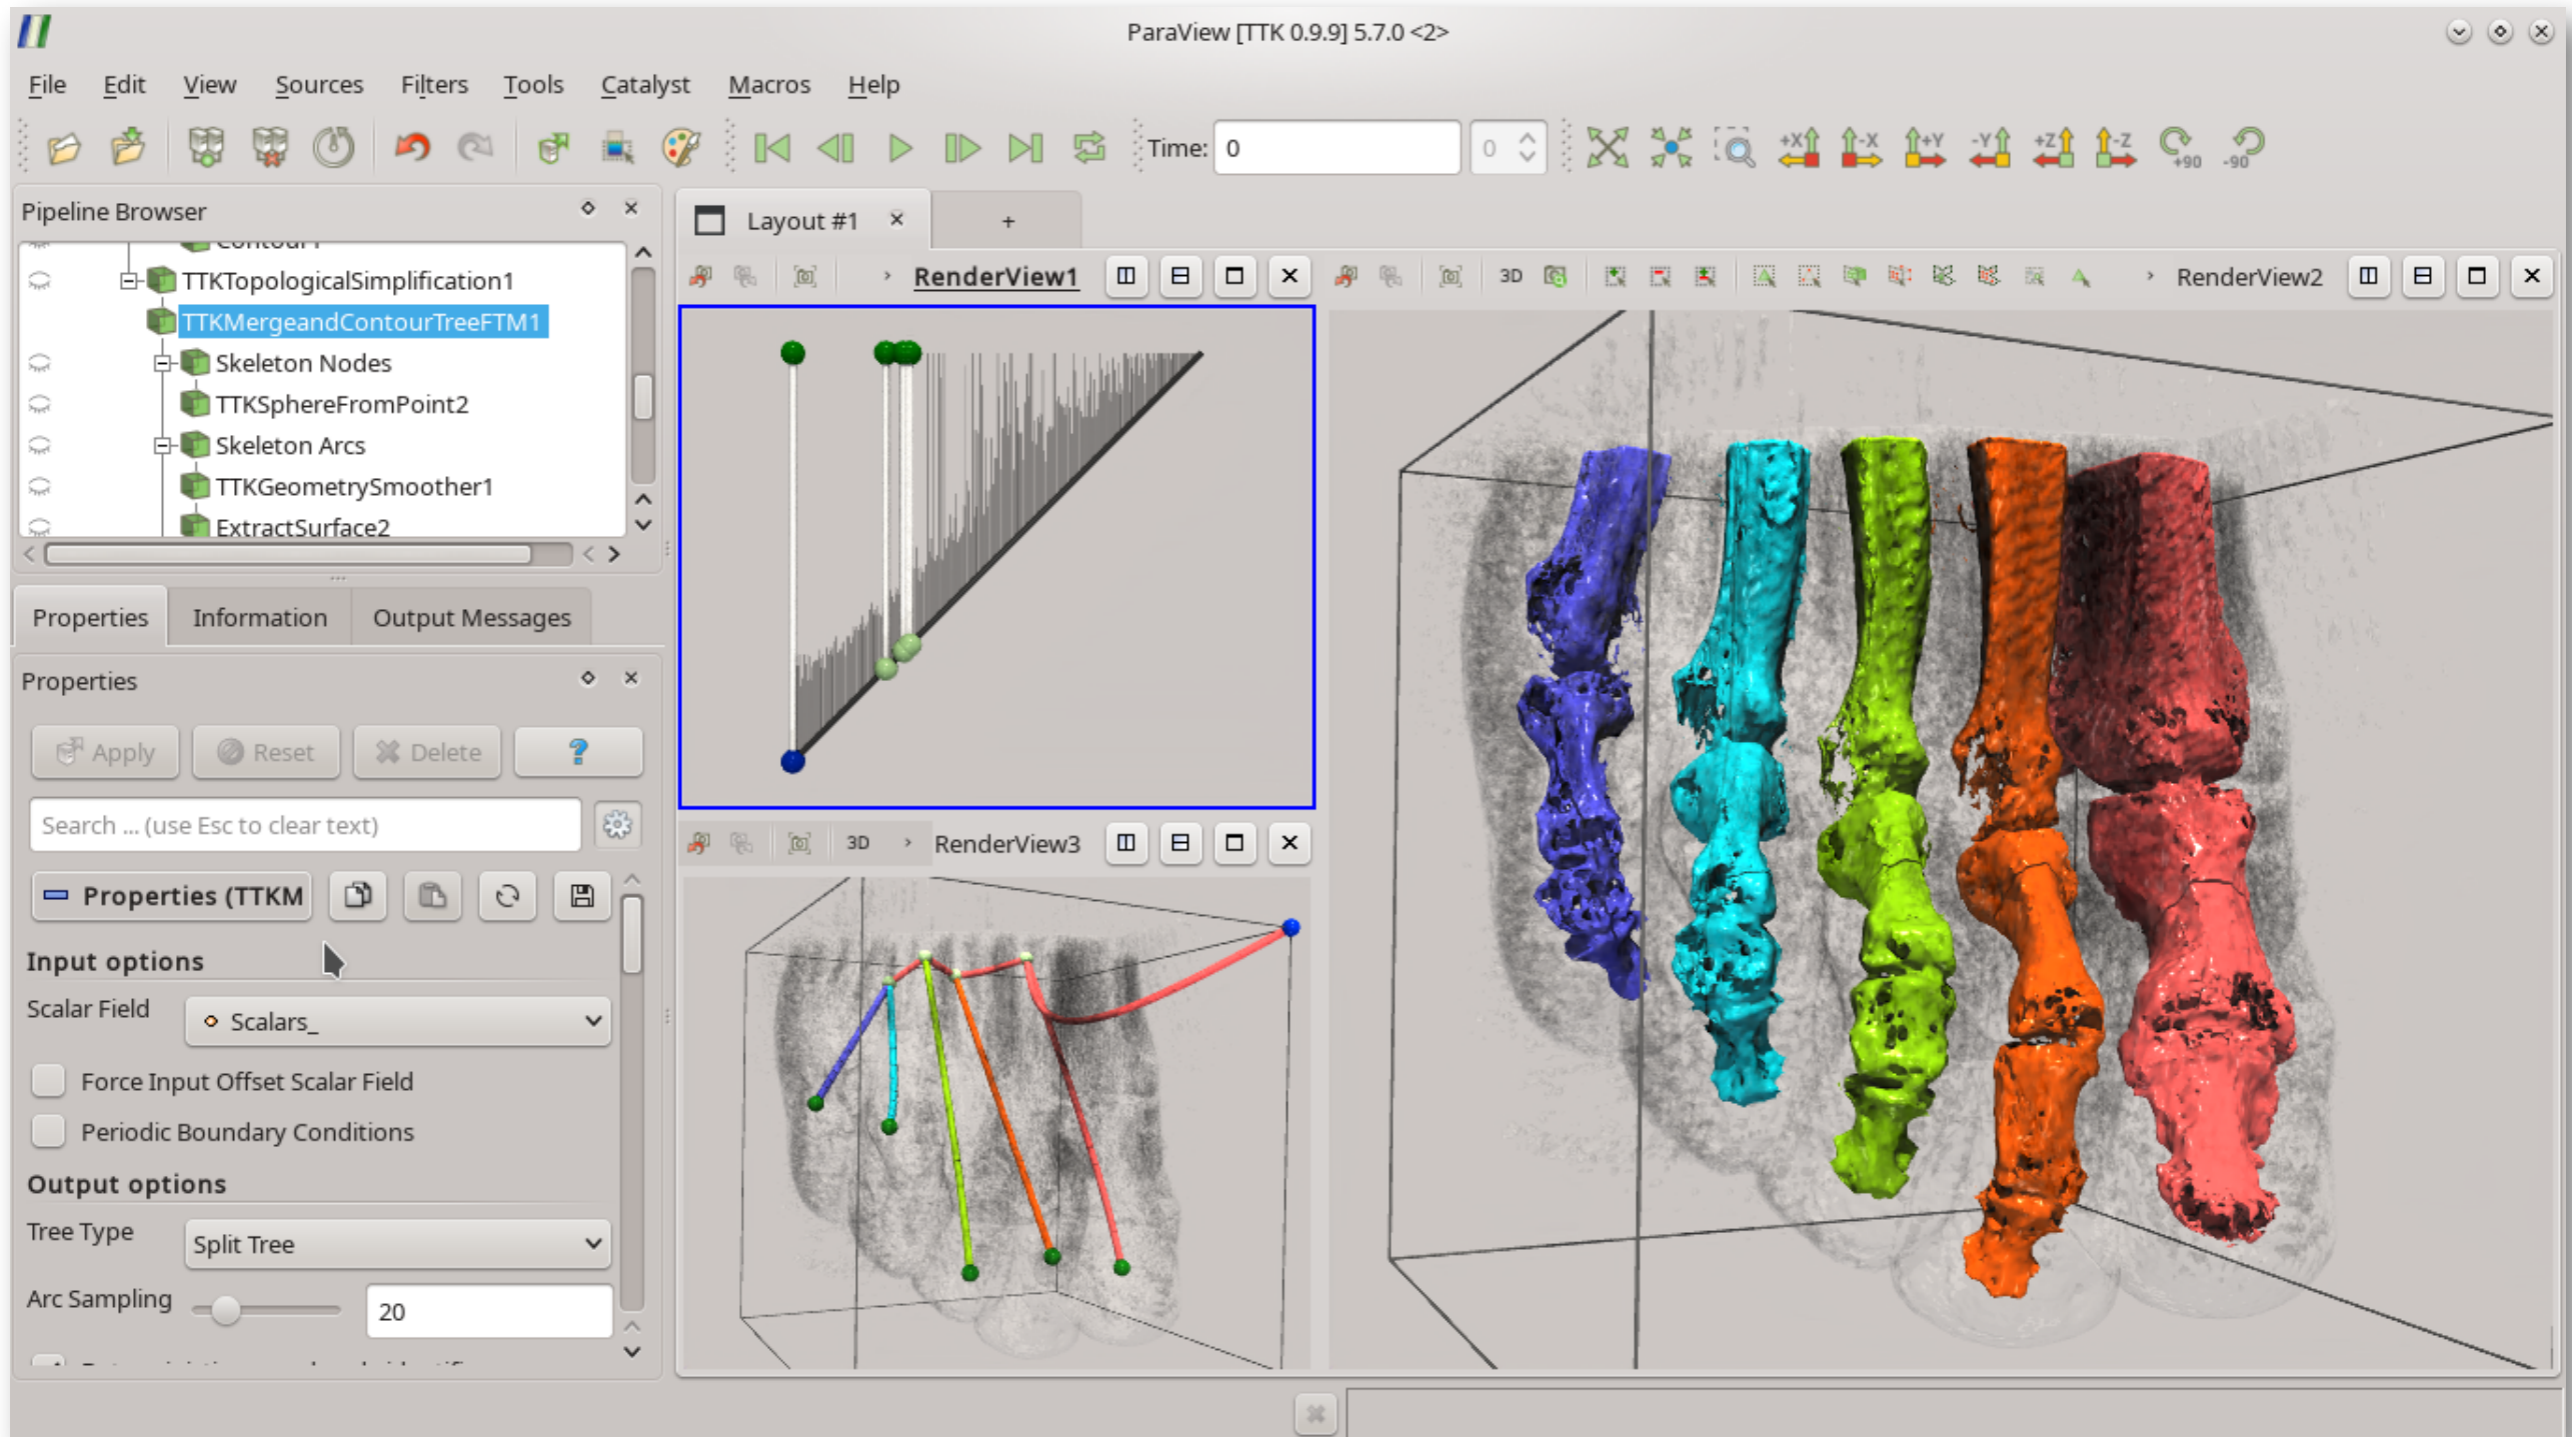 ParaView [TTK 0.9.9] 5.7.0 <2>
File Edit View Sources Filters Tools Catalyst Macros Help
Time: 0 0 +X -X +Y -Y +Z -Z +90 -90
Pipeline Browser
Layout #1 +
Contour1
TTKTopologicalSimplification1
TTKMergeandContourTreeFTM1
Skeleton Nodes
TTKSphereFromPoint2
Skeleton Arcs
TTKGeometrySmoother1
ExtractSurface2
RenderView1
3D RenderView2
Properties Information Output Messages
Properties
Apply Reset Delete ?
Search ... (use Esc to clear text)
Properties (TTKM
Input options
Scalar Field Scalars_
Force Input Offset Scalar Field
Periodic Boundary Conditions
Output options
Tree Type Split Tree
Arc Sampling 20
3D RenderView3